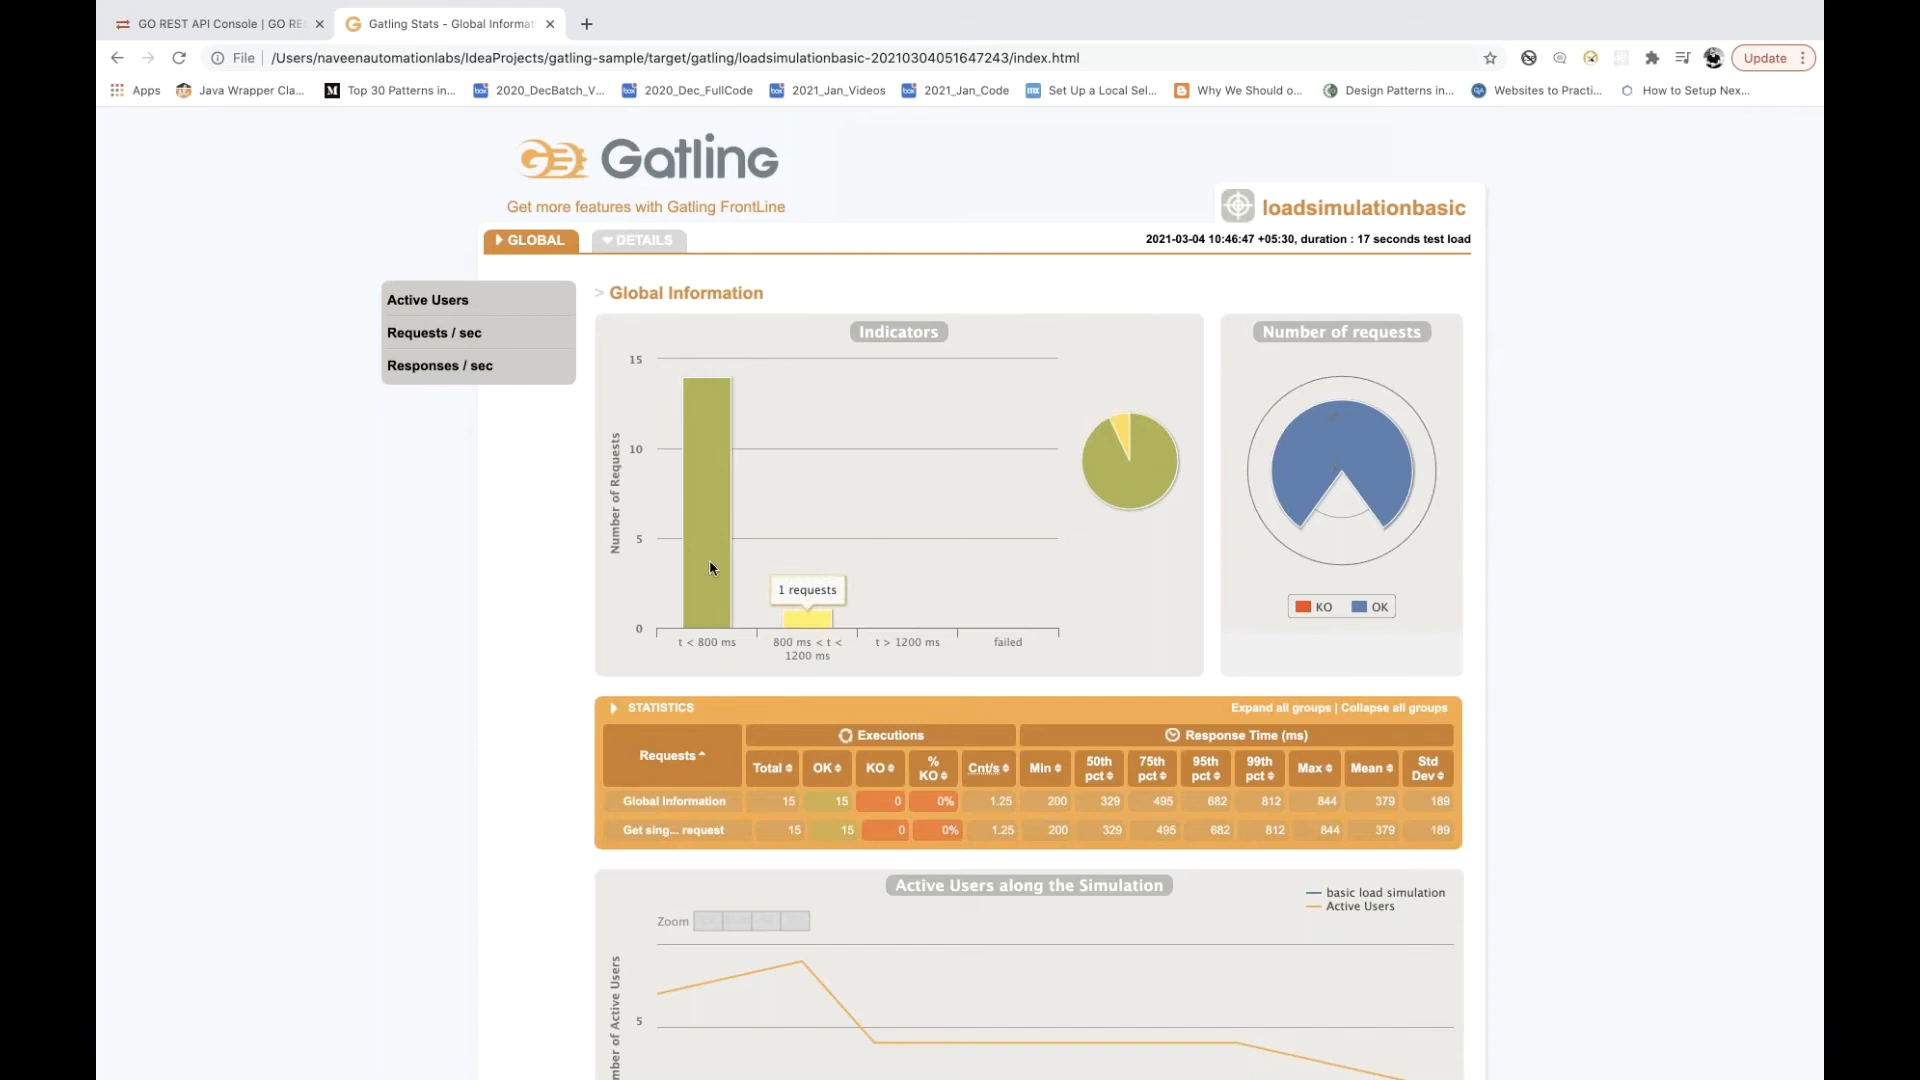 GO REST API Console | GO RE
Gatling Stats - Global Informat
File
/Users/naveenautomationlabs/IdeaProjects/gatling-sample/target/gatling/loadsimulationbasic-20210304051647243/index.html
Update
Apps
Java Wrapper Cla...
Top 30 Patterns in...
2020_DecBatch_V...
2020_Dec_FullCode
2021_Jan_Videos
2021_Jan_Code
Set Up a Local Sel...
Why We Should o...
Design Patterns in...
Websites to Practi...
How to Setup Nex...
Gatling
Get more features with Gatling FrontLine
loadsimulationbasic
GLOBAL
DETAILS
2021-03-04 10:46:47 +05:30, duration : 17 seconds test load
Active Users
Requests / sec
Responses / sec
> Global Information
Indicators
15
10
5
0
Number of Requests
1 requests
t < 800 ms
800 ms < t <
1200 ms
t > 1200 ms
failed
Number of requests
KO
OK
STATISTICS
Expand all groups | Collapse all groups
Requests
Executions
Response Time (ms)
Total
OK
KO
% KO
Cnt/s
Min
50th pct
75th pct
95th pct
99th pct
Max
Mean
Std Dev
Global Information 15 15 0 0% 1.25 200 329 495 682 812 844 379 189
Get sing... request 15 15 0 0% 1.25 200 329 495 682 812 844 379 189
Active Users along the Simulation
basic load simulation
Active Users
Zoom
5
mber of Active Users